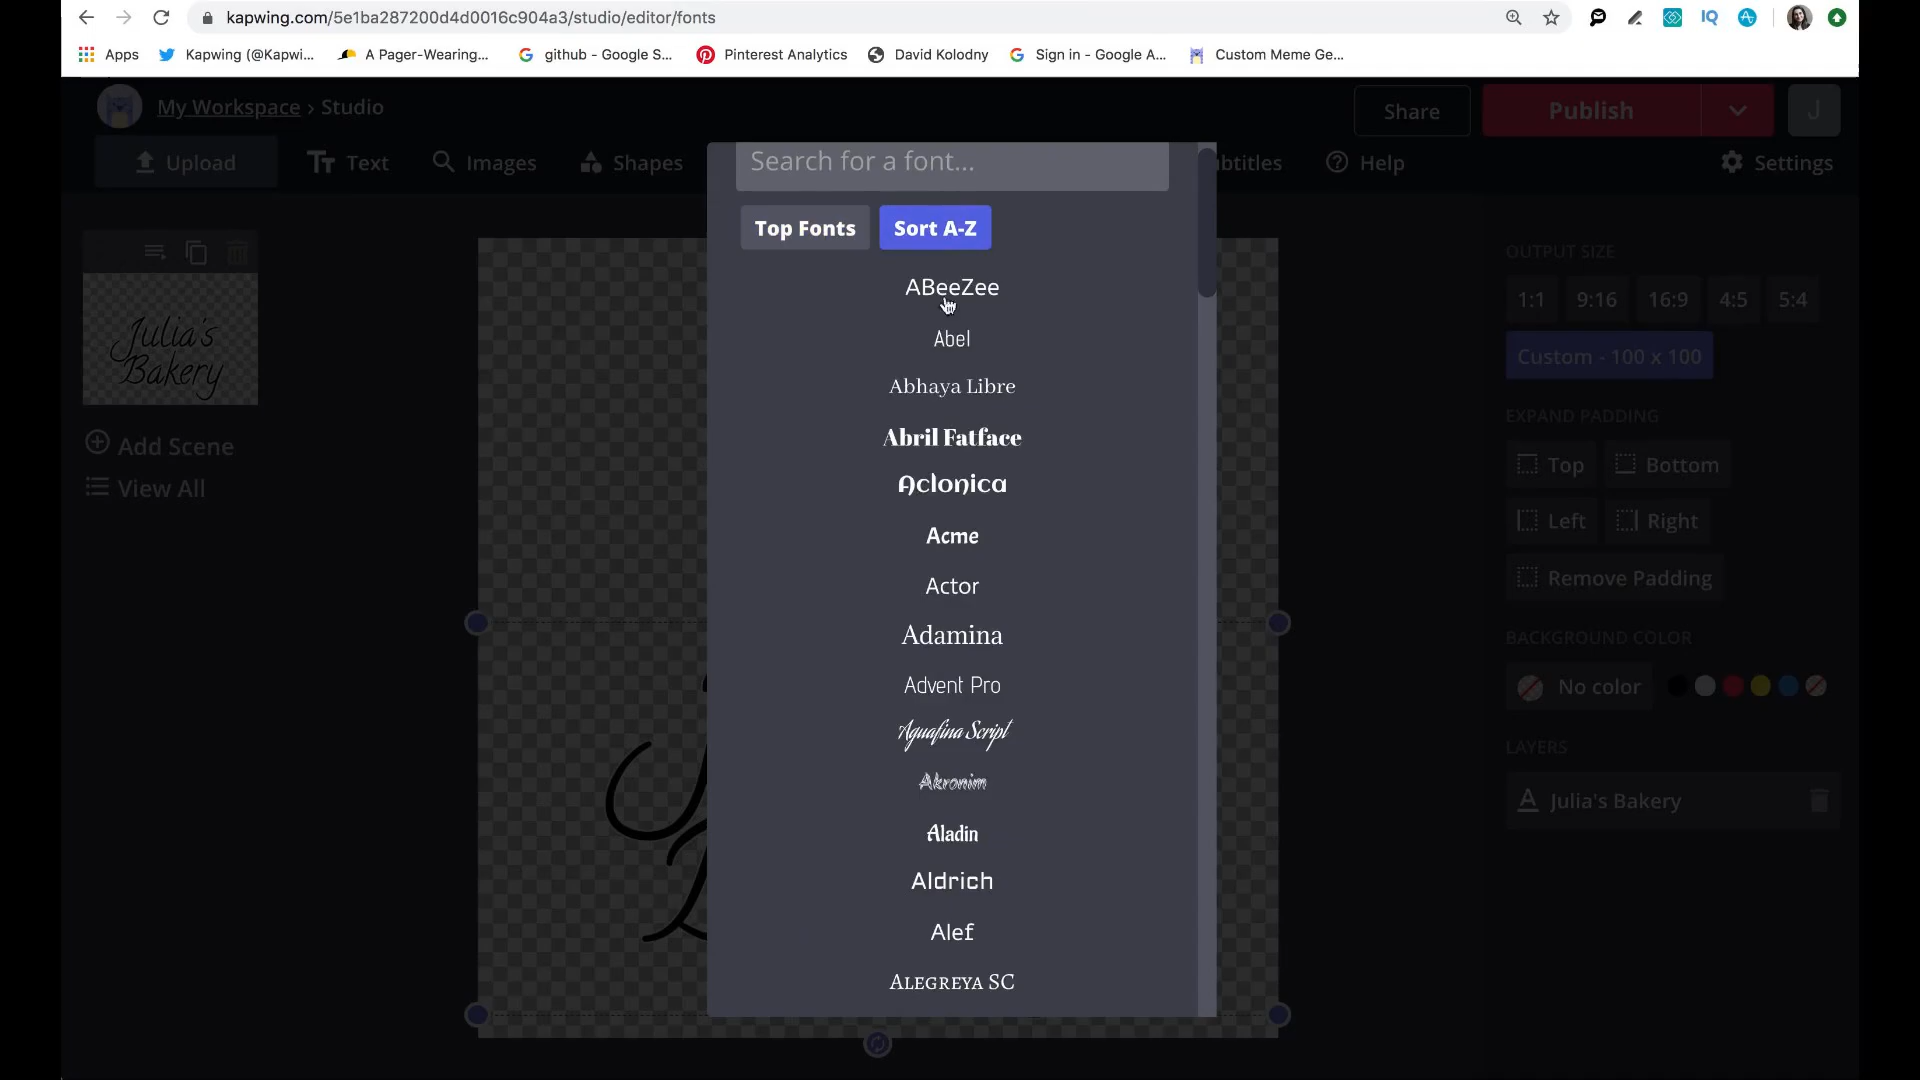 kapwing.com/5e1ba287200d4d0016c904a3/studio/editor/fonts
Apps
Kapwing (@Kapwi...
A Pager-Wearing...
github - Google S...
Pinterest Analytics
David Kolodny
Sign in - Google A...
Custom Meme Ge...
My Workspace › Studio
Share
Publish
J
Upload
Text
Images
Shapes
btitles
Help
Settings
Search for a font...
Top Fonts
Sort A-Z
ABeeZee
Abel
Abhaya Libre
Abril Fatface
Aclonica
Acme
Actor
Adamina
Advent Pro
Aguafina Script
Akronim
Aladin
Aldrich
Alef
Alegreya SC
Julia's
Bakery
Add Scene
View All
OUTPUT SIZE
1:1
9:16
16:9
4:5
5:4
Custom - 100 x 100
EXPAND PADDING
Top
Bottom
Left
Right
Remove Padding
BACKGROUND COLOR
No color
LAYERS
Julia's Bakery